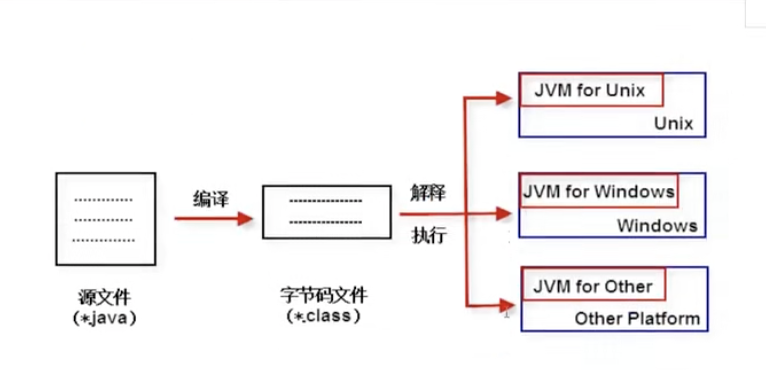 JVM for Unix
Unix
编译
解释
执行
JVM for Windows
Windows
源文件
(*.java)
字节码文件
(*.class)
JVM for Other
Other Platform